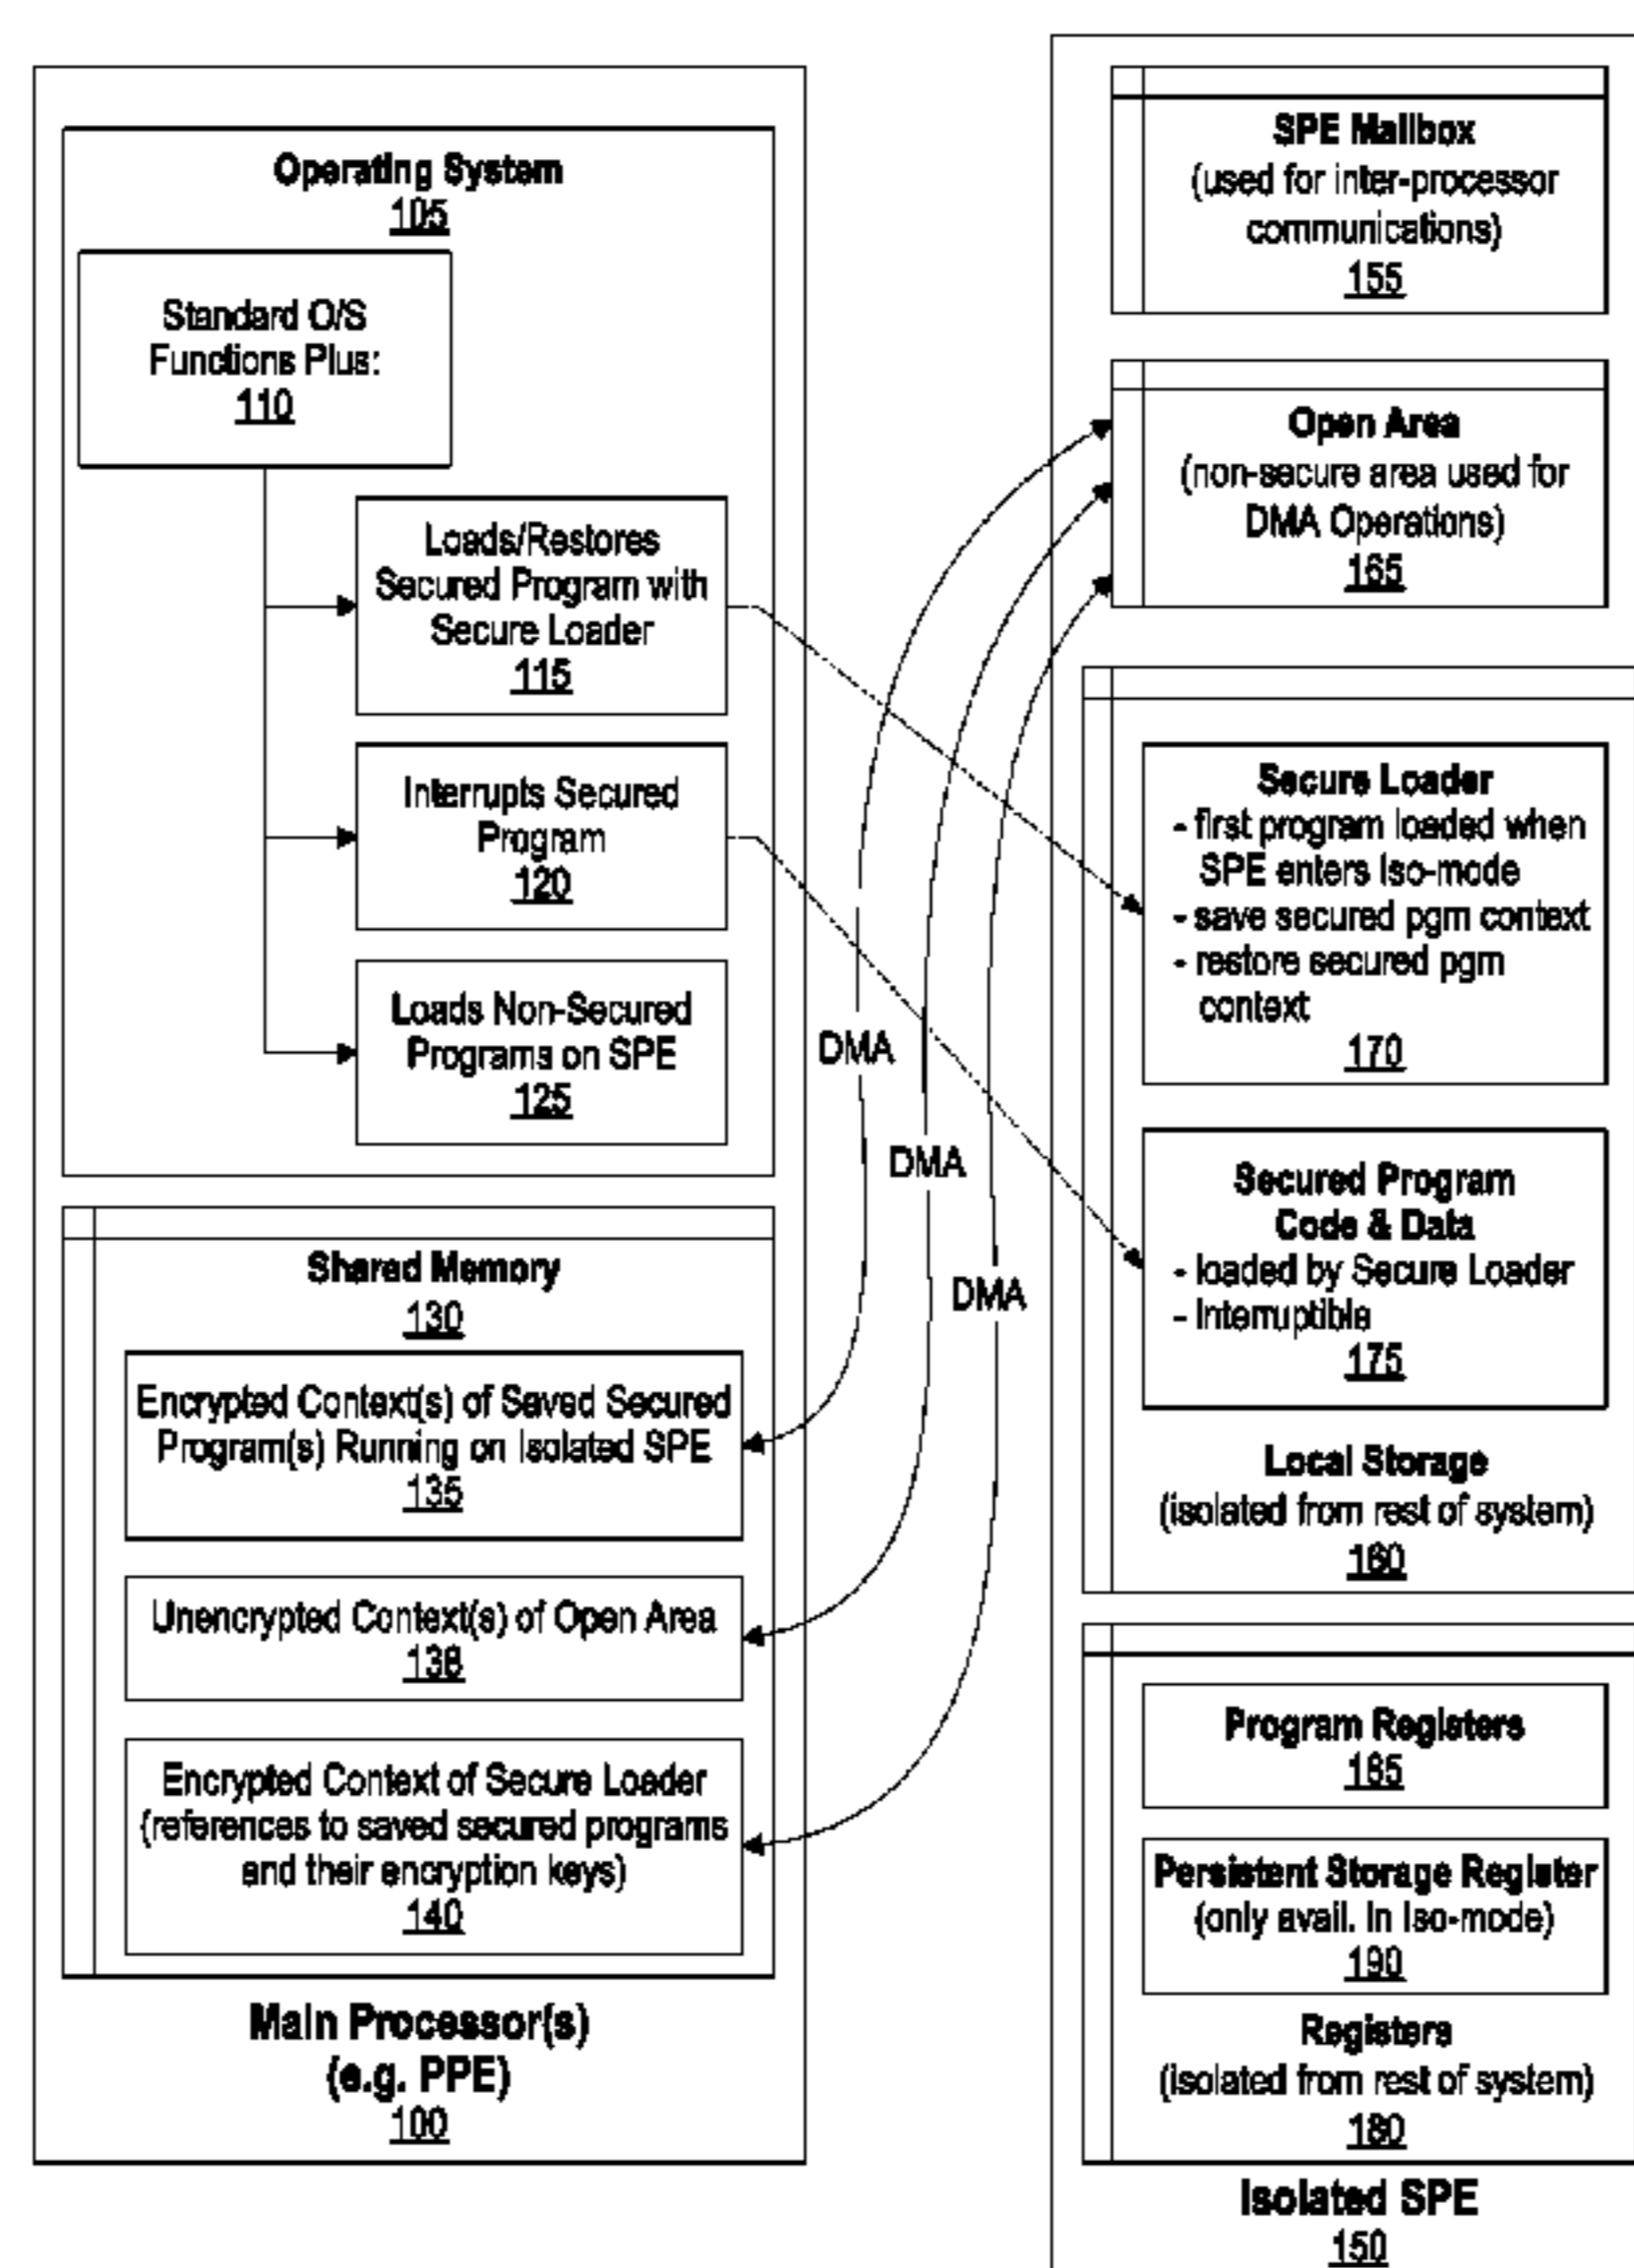 Operating System
105
Standard O/S
Functions Plus:
110
Loads/Restores
Secured Program with
Secure Loader
115
Interrupts Secured
Program
120
Loads Non-Secured
Programs on SPE
125
Shared Memory
130
Encrypted Context(s) of Saved Secured
Program(s) Running on Isolated SPE
135
Unencrypted Context(s) of Open Area
138
Encrypted Context of Secure Loader
(references to saved secured programs
and their encryption keys)
140
Main Processor(s)
(e.g. PPE)
100
DMA
DMA
DMA
SPE Mailbox
(used for inter-processor
communications)
155
Open Area
(non-secure area used for
DMA Operations)
165
Secure Loader
- first program loaded when
SPE enters iso-mode
- save secured pgm context
- restore secured pgm
context
170
Secured Program
Code & Data
- loaded by Secure Loader
- Interruptible
175
Local Storage
(isolated from rest of system)
160
Program Registers
185
Persistent Storage Register
(only avail. in iso-mode)
190
Registers
(isolated from rest of system)
180
Isolated SPE
150